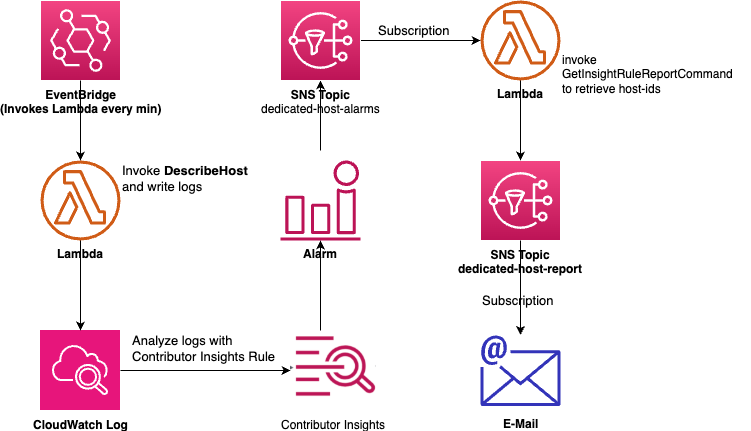 EventBridge
(Invokes Lambda every min)
Invoke DescribeHost
and write logs
Lambda
CloudWatch Log
Analyze logs with
Contributor Insights Rule
Contributor Insights
Alarm
SNS Topic
dedicated-host-alarms
Subscription
Lambda
invoke
GetInsightRuleReportCommand
to retrieve host-ids
SNS Topic
dedicated-host-report
Subscription
@
E-Mail